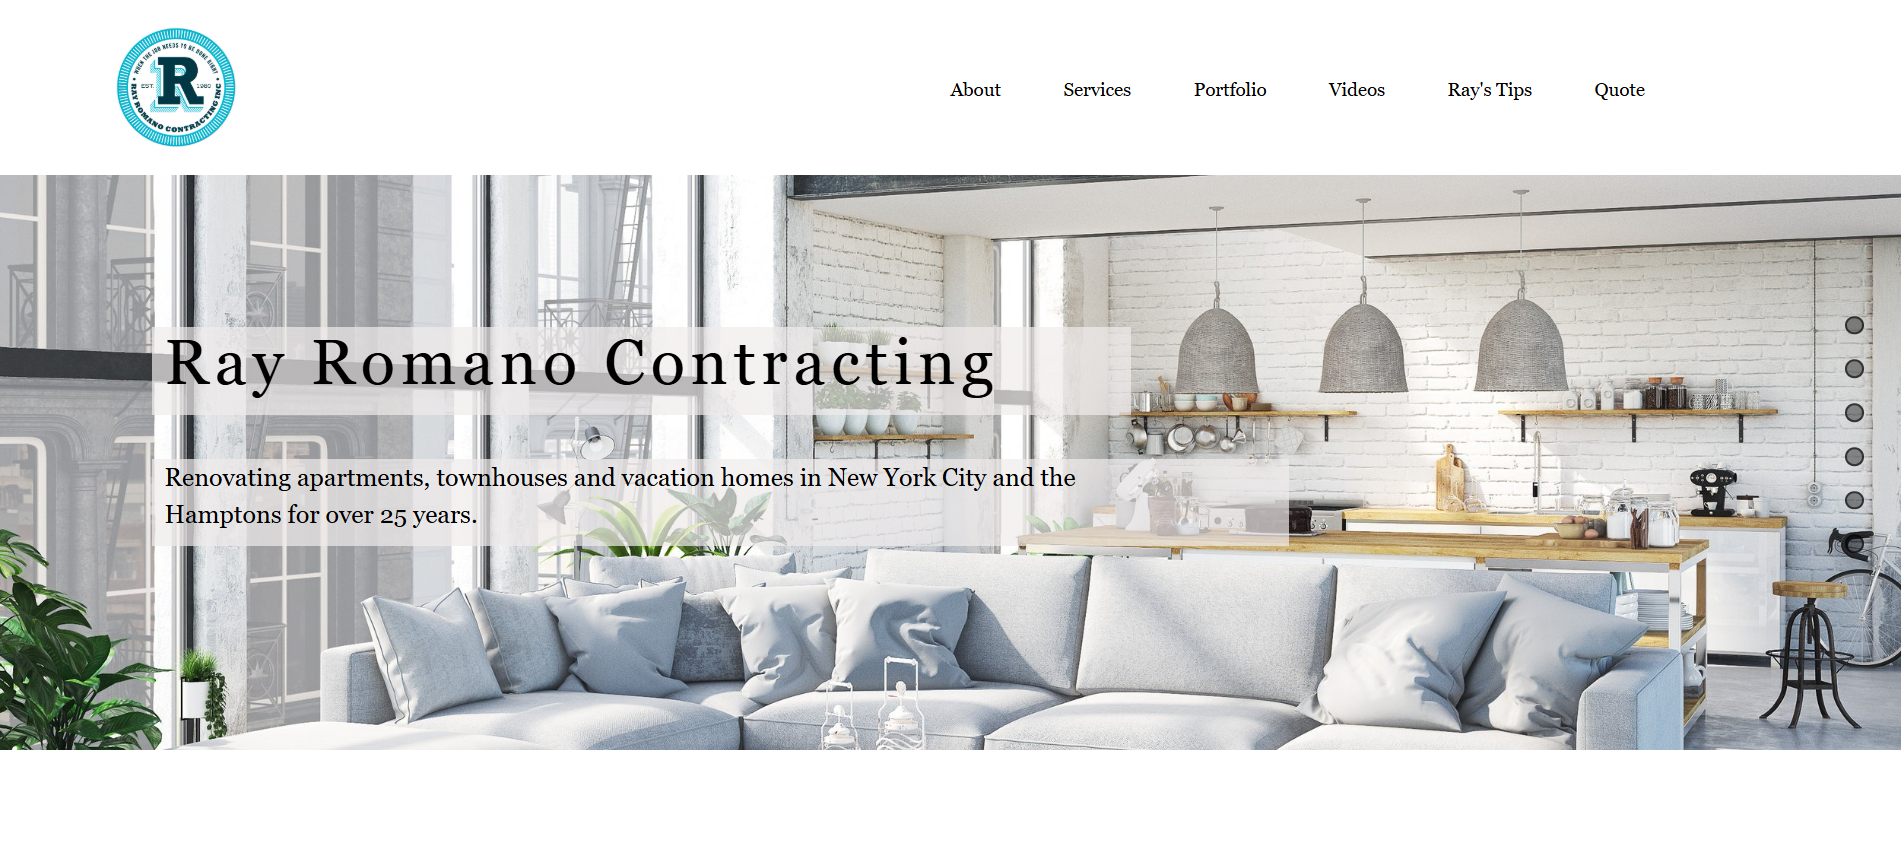 WHEN THE JOB NEEDS TO BE DONE RIGHT
EST. R 1980
RAY ROMANO CONTRACTING INC
About Services Portfolio Videos Ray's Tips Quote
Ray Romano Contracting
Renovating apartments, townhouses and vacation homes in New York City and the
Hamptons for over 25 years.